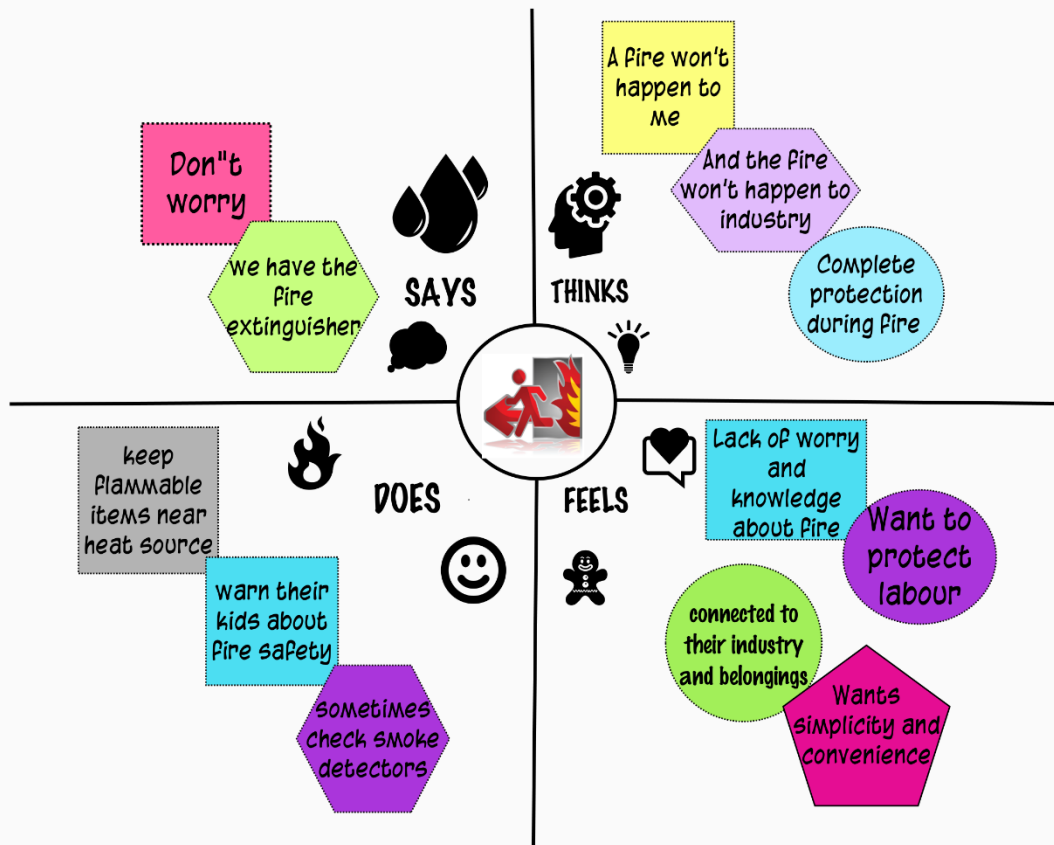 Don"t
worry
we have the
fire
extinguisher
SAYS
A fire won't
happen to
me
And the fire
won't happen to
industry
Complete
protection
during fire
THINKS
keep
flammable
items near
heat source
warn their
kids about
fire safety
sometimes
check smoke
detectors
DOES
FEELS
Lack of worry
and
knowledge
about fire
Want to
protect
labour
connected to
their industry
and belongings
Wants
simplicity and
convenience